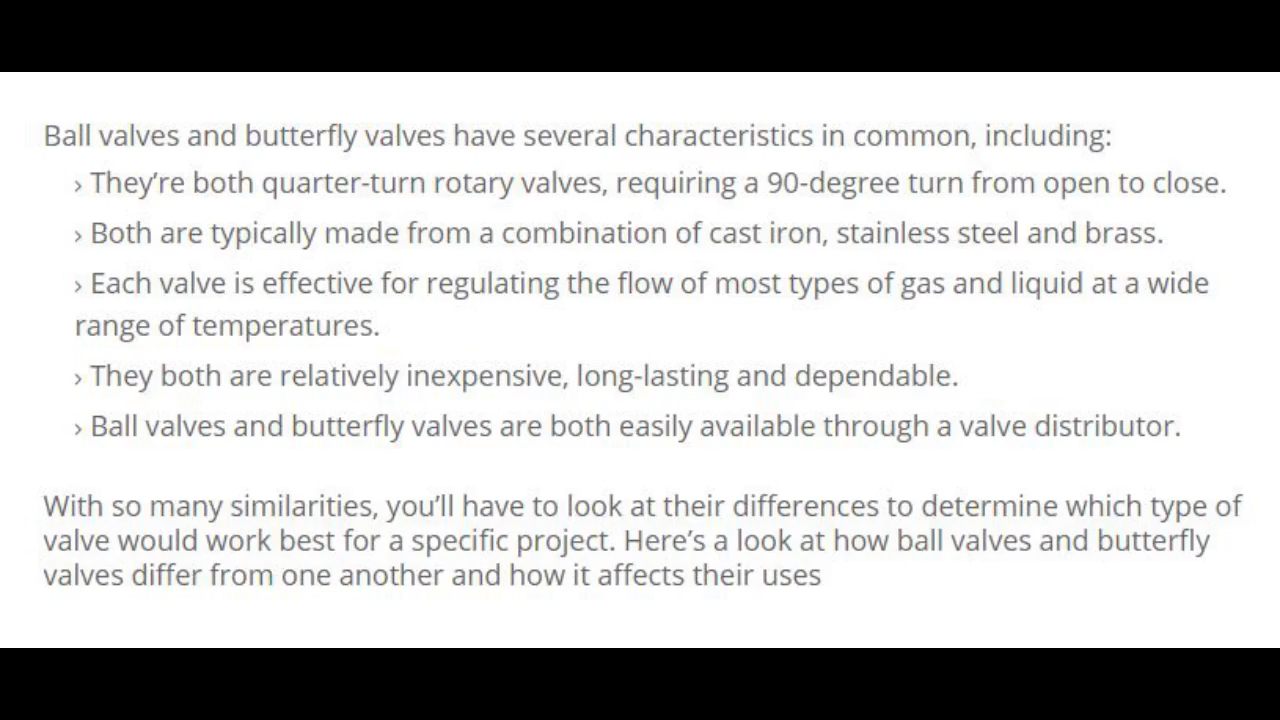 Ball valves and butterfly valves have several characteristics in common, including:
› They’re both quarter-turn rotary valves, requiring a 90-degree turn from open to close.
› Both are typically made from a combination of cast iron, stainless steel and brass.
› Each valve is effective for regulating the flow of most types of gas and liquid at a wide
range of temperatures.
› They both are relatively inexpensive, long-lasting and dependable.
› Ball valves and butterfly valves are both easily available through a valve distributor.
With so many similarities, you’ll have to look at their differences to determine which type of
valve would work best for a specific project. Here’s a look at how ball valves and butterfly
valves differ from one another and how it affects their uses